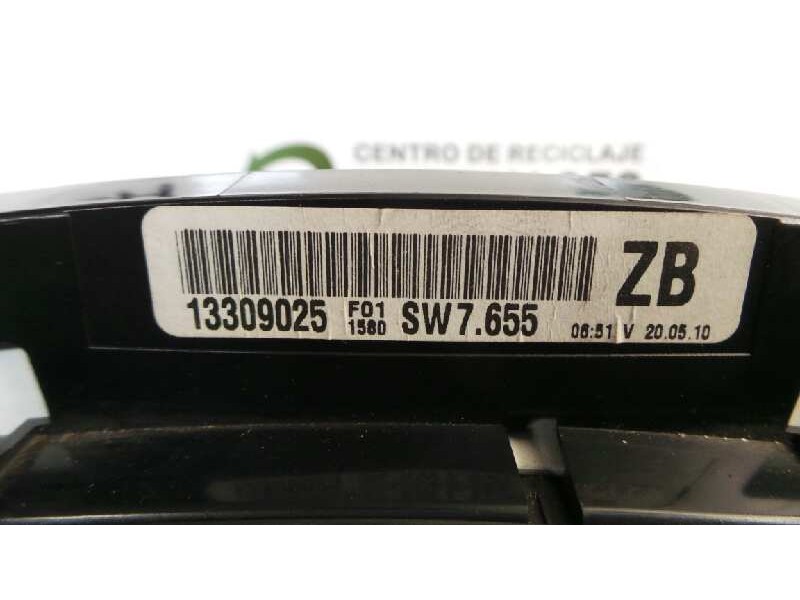 CENTRO DE RECICLAJE
ZB
13309025 F01 1580 SW7.655 06:51 V 20.05.10